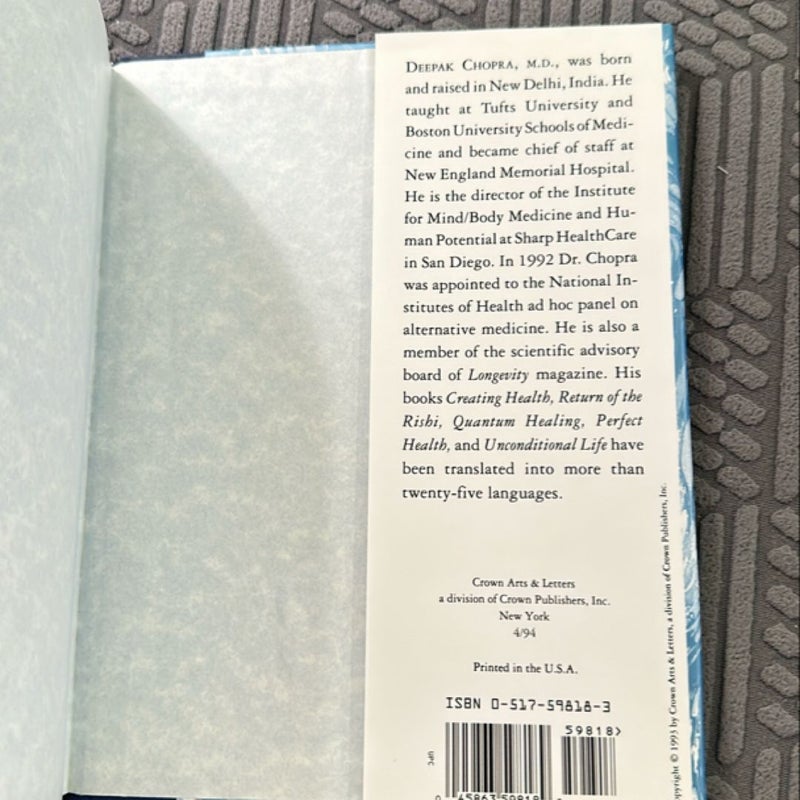 DEEPAK CHOPRA, M.D., was born
and raised in New Delhi, India. He
taught at Tufts University and
Boston University Schools of Medi-
cine and became chief of staff at
New England Memorial Hospital.
He is the director of the Institute
for Mind/Body Medicine and Hu-
man Potential at Sharp HealthCare
in San Diego. In 1992 Dr. Chopra
was appointed to the National In-
stitutes of Health ad hoc panel on
alternative medicine. He is also a
member of the scientific advisory
board of Longevity magazine. His
books Creating Health, Return of the
Rishi, Quantum Healing, Perfect
Health, and Unconditional Life have
been translated into more than
twenty-five languages.
Crown Arts & Letters
a division of Crown Publishers, Inc.
New York
4/94
Printed in the U.S.A.
ISBN 0-517-59818-3
59818>
UPC
0 45863 59818
opyright © 1993 by Crown Arts & Letters, a division of Crown Publishers, Inc.